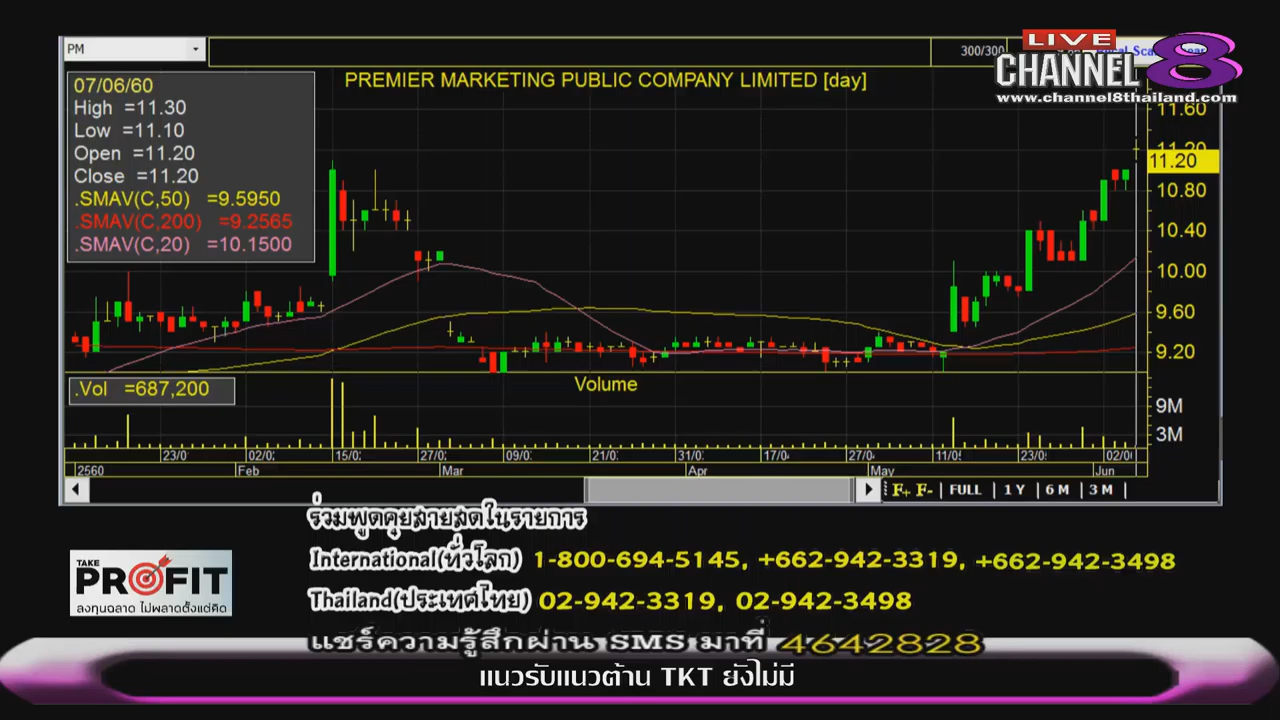 PM
300/300
LIVE
CHANNEL 8
www.channel8thailand.com
PREMIER MARKETING PUBLIC COMPANY LIMITED [day]
07/06/60
High =11.30
Low =11.10
Open =11.20
Close =11.20
.SMAV(C,50) =9.5950
.SMAV(C,200) =9.2565
.SMAV(C,20) =10.1500
11.60
11.20
11.20
10.80
10.40
10.00
9.60
9.20
.Vol =687,200
Volume
9M
3M
23/0 02/0 15/0 27/0 09/0 21/0 31/0 17/0 27/0 11/0 23/0 02/0
2560 Feb Mar Apr May Jun
F+ F- FULL 1 Y 6 M 3 M
ร่วมพูดคุยสายสดในรายการ
International(ทั่วโลก) 1-800-694-5145, +662-942-3319, +662-942-3498
TAKE
PROFIT
ลงทุนฉลาด ไม่พลาดตั้งแต่คิด
Thailand(ประเทศไทย) 02-942-3319, 02-942-3498
แชร์ความรู้สึกผ่าน SMS มาที่ 4642828
แนวรับแนวต้าน TKT ยังไม่มี